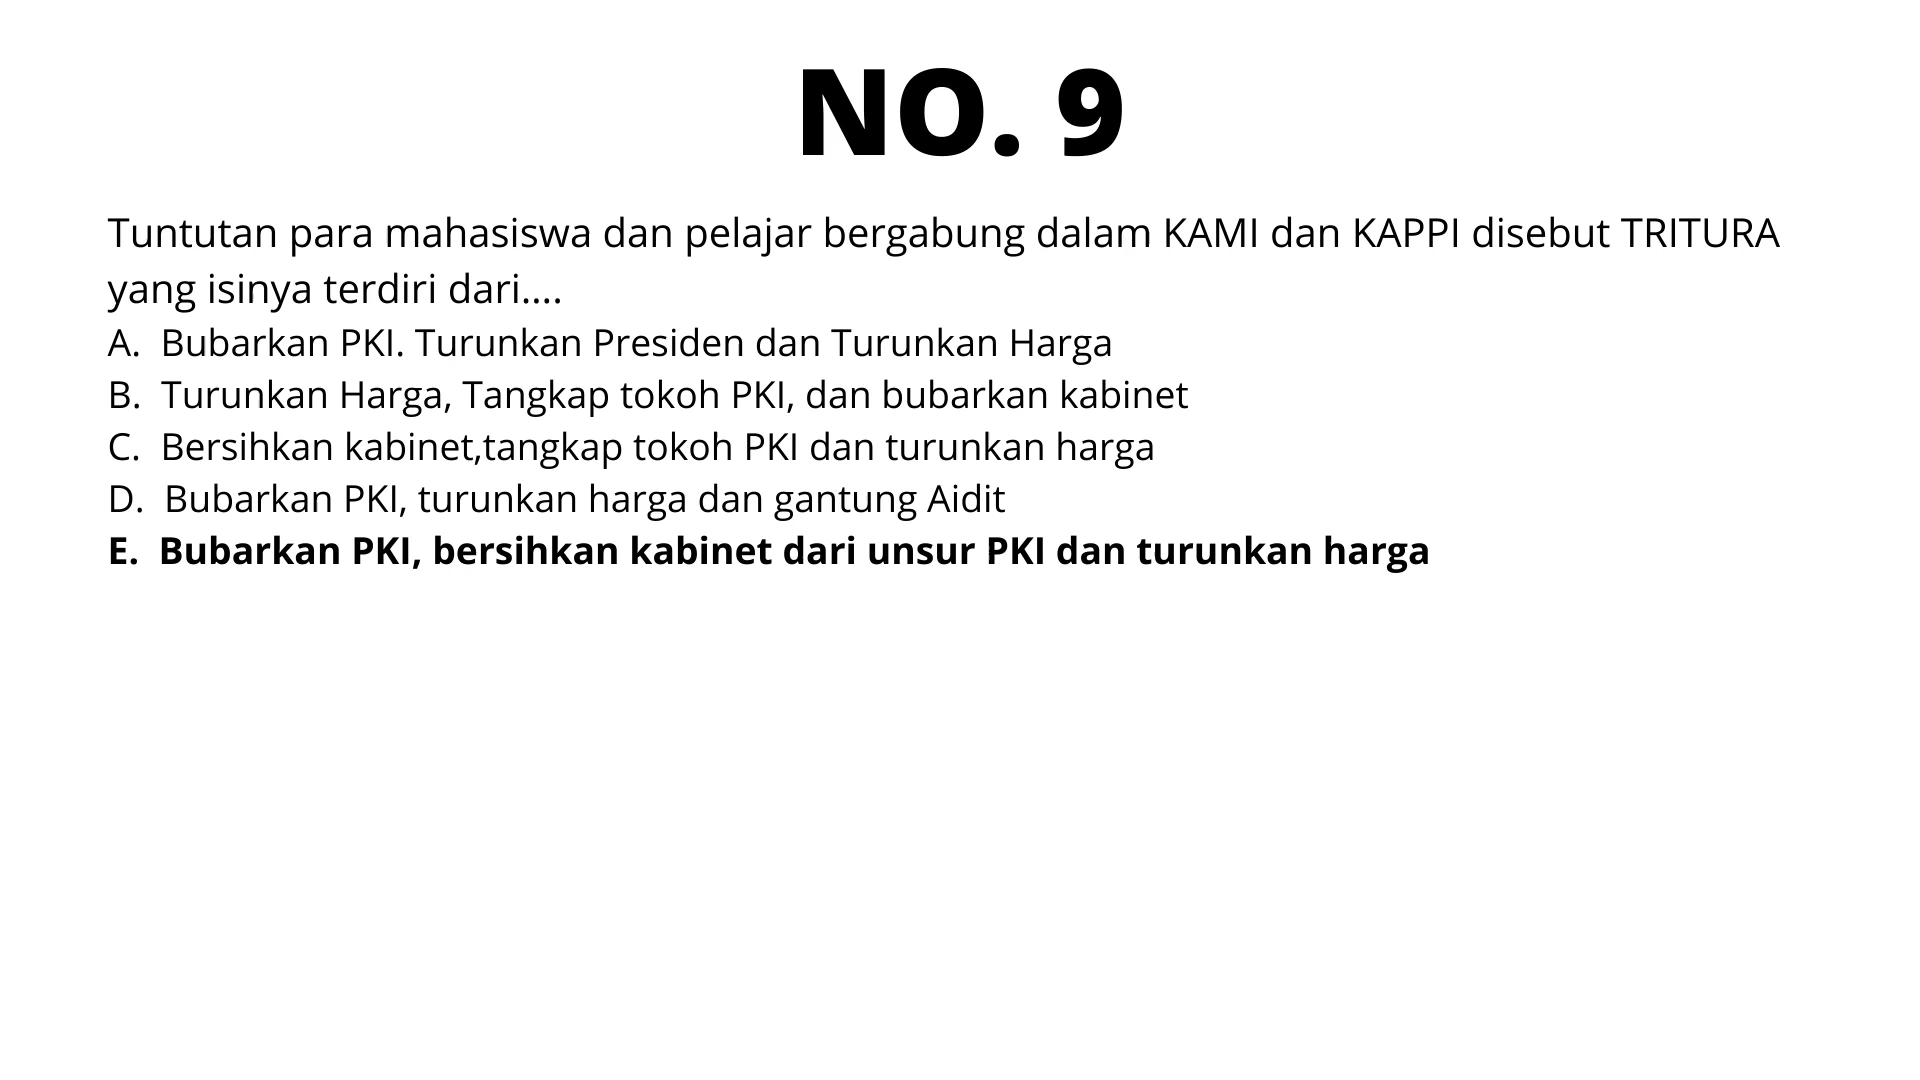 NO. 9
Tuntutan para mahasiswa dan pelajar bergabung dalam KAMI dan KAPPI disebut TRITURA
yang isinya terdiri dari....
A. Bubarkan PKI. Turunkan Presiden dan Turunkan Harga
B. Turunkan Harga, Tangkap tokoh PKI, dan bubarkan kabinet
C. Bersihkan kabinet,tangkap tokoh PKI dan turunkan harga
D. Bubarkan PKI, turunkan harga dan gantung Aidit
E. Bubarkan PKI, bersihkan kabinet dari unsur PKI dan turunkan harga